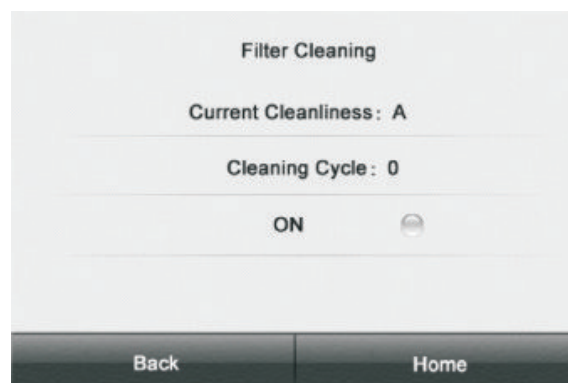 Filter Cleaning
Current Cleanliness: A
Cleaning Cycle: 0
ON
Back Home